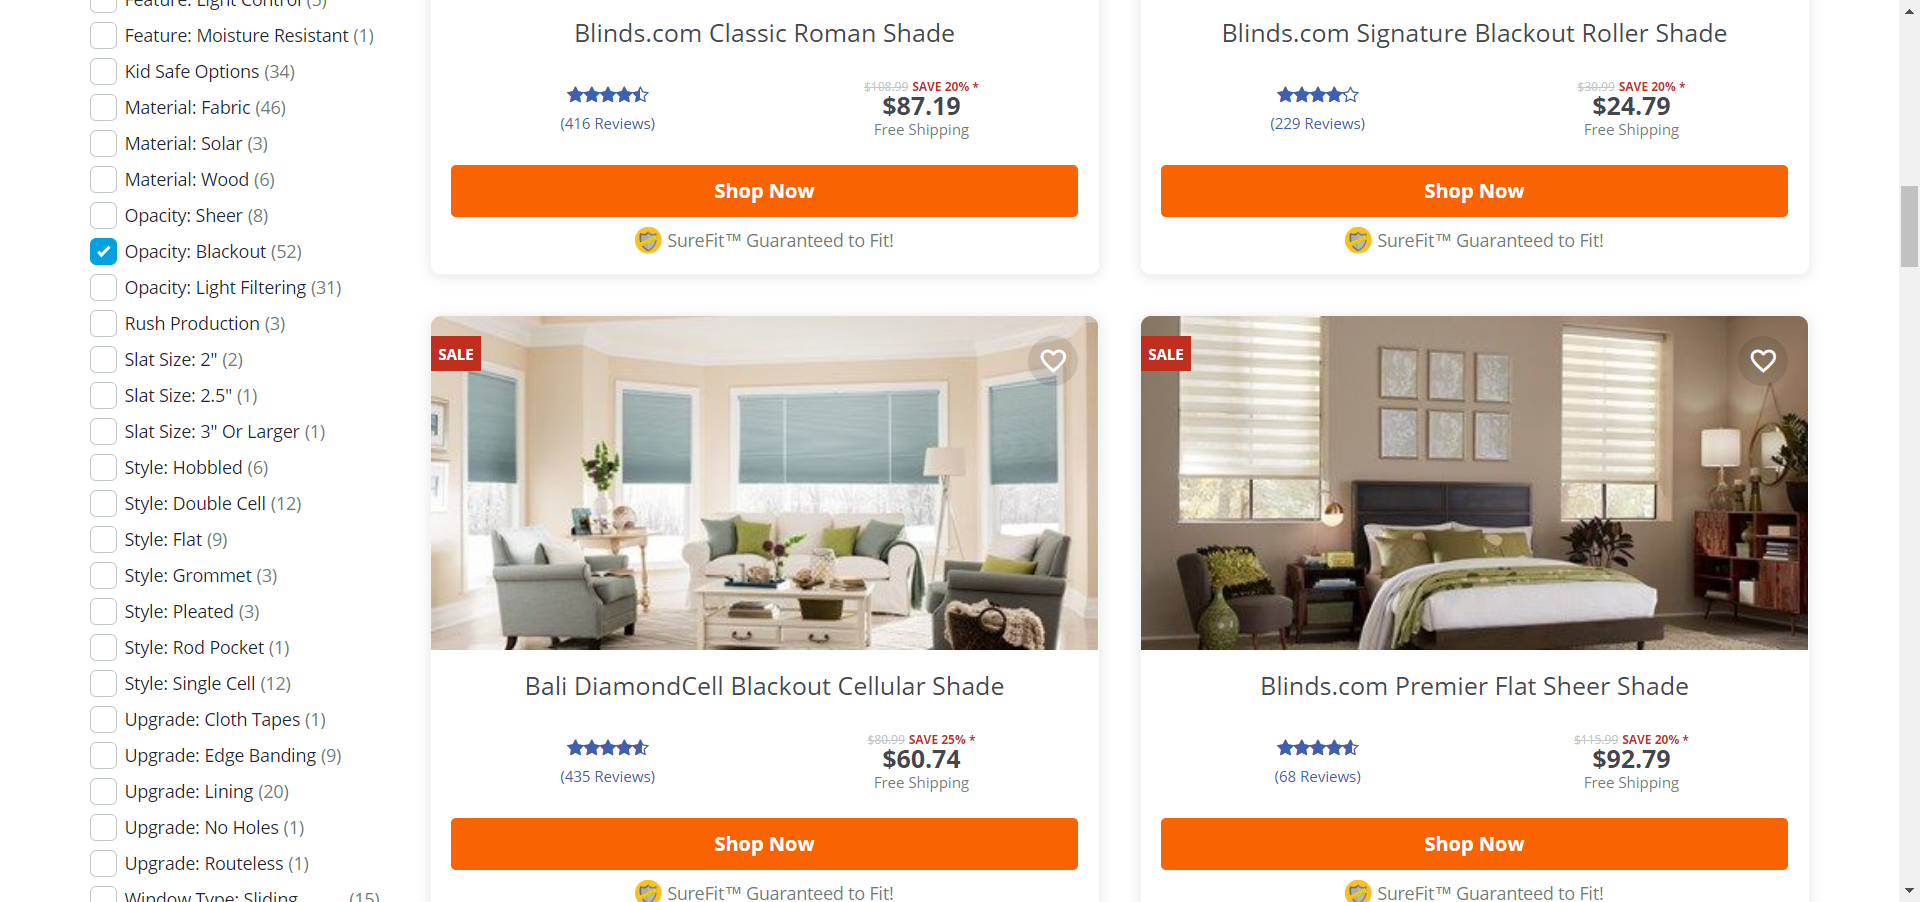 Feature: Light Control (5)
Feature: Moisture Resistant (1)
Kid Safe Options (34)
Material: Fabric (46)
Material: Solar (3)
Material: Wood (6)
Opacity: Sheer (8)
Opacity: Blackout (52)
Opacity: Light Filtering (31)
Rush Production (3)
Slat Size: 2" (2)
Slat Size: 2.5" (1)
Slat Size: 3" Or Larger (1)
Style: Hobbled (6)
Style: Double Cell (12)
Style: Flat (9)
Style: Grommet (3)
Style: Pleated (3)
Style: Rod Pocket (1)
Style: Single Cell (12)
Upgrade: Cloth Tapes (1)
Upgrade: Edge Banding (9)
Upgrade: Lining (20)
Upgrade: No Holes (1)
Upgrade: Routeless (1)
Window Type: Sliding (15)
Blinds.com Classic Roman Shade
(416 Reviews)
$108.99 SAVE 20% *
$87.19
Free Shipping
Shop Now
SureFit™ Guaranteed to Fit!
Blinds.com Signature Blackout Roller Shade
(229 Reviews)
$30.99 SAVE 20% *
$24.79
Free Shipping
Shop Now
SureFit™ Guaranteed to Fit!
SALE
Bali DiamondCell Blackout Cellular Shade
(435 Reviews)
$80.99 SAVE 25% *
$60.74
Free Shipping
Shop Now
SureFit™ Guaranteed to Fit!
SALE
Blinds.com Premier Flat Sheer Shade
(68 Reviews)
$115.99 SAVE 20% *
$92.79
Free Shipping
Shop Now
SureFit™ Guaranteed to Fit!